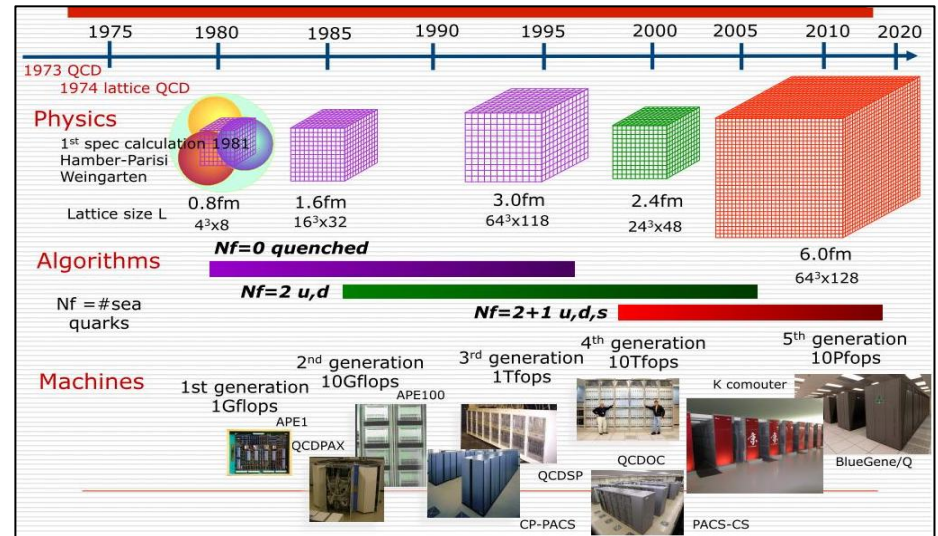 1975 1980 1985 1990 1995 2000 2005 2010 2020
1973 QCD
1974 lattice QCD
Physics
1st spec calculation 1981
Hamber-Parisi
Weingarten
Lattice size L
0.8fm
4³x8
1.6fm
16³x32
3.0fm
64³x118
2.4fm
24³x48
6.0fm
64³x128
Algorithms
Nf=0 quenched
Nf=2 u,d
Nf=2+1 u,d,s
Nf =#sea
quarks
Machines
1st generation
1Gflops
2nd generation
10Gflops
3rd generation
1Tfops
4th generation
10Tfops
5th generation
10Pfops
APE1
QCDPAX
APE100
QCDSP
CP-PACS
QCDOC
PACS-CS
K comouter
BlueGene/Q